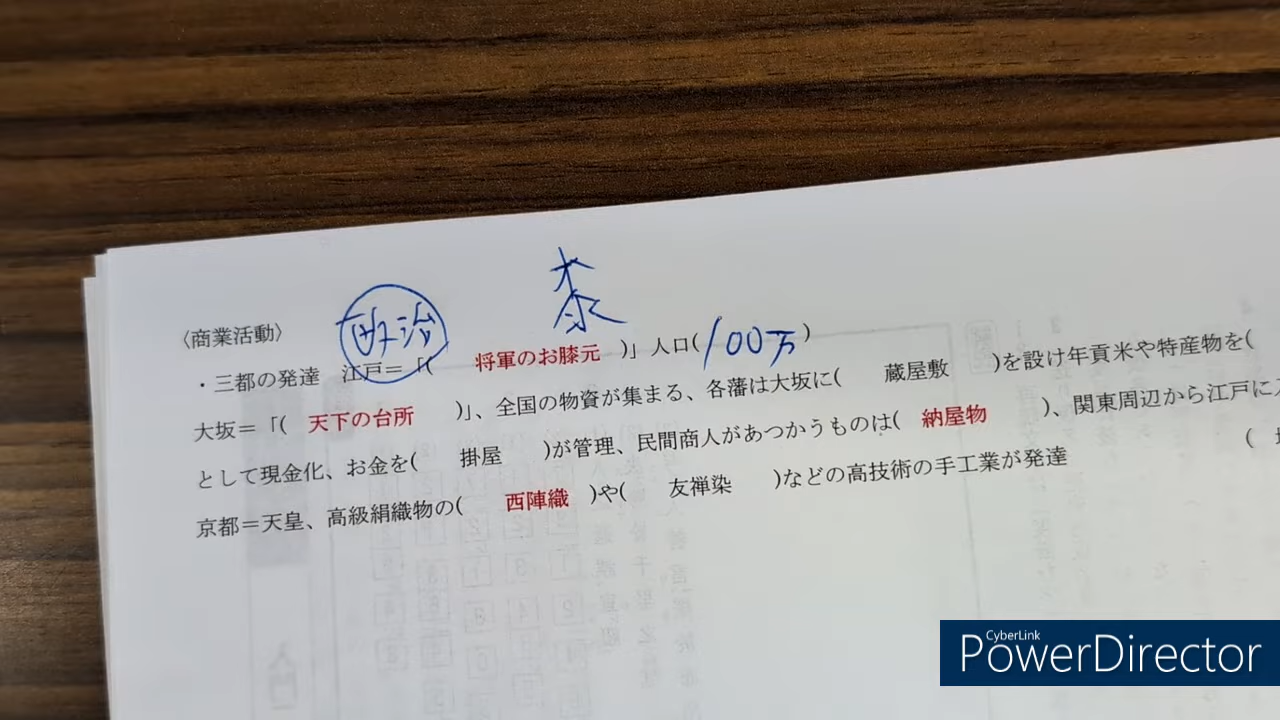 〈商業活動〉
政治
・三都の発達 江戸=「( 将軍のお膝元 )」人口(100万)
大坂=「( 天下の台所 )」、全国の物資が集まる、各藩は大坂に( 蔵屋敷 )を設け年貢米や特産物を(
として現金化、お金を( 掛屋 )が管理、民間商人があつかうものは( 納屋物 )、関東周辺から江戸に
京都=天皇、高級絹織物の( 西陣織 )や( 友禅染 )などの高技術の手工業が発達
(
CyberLink
PowerDirector